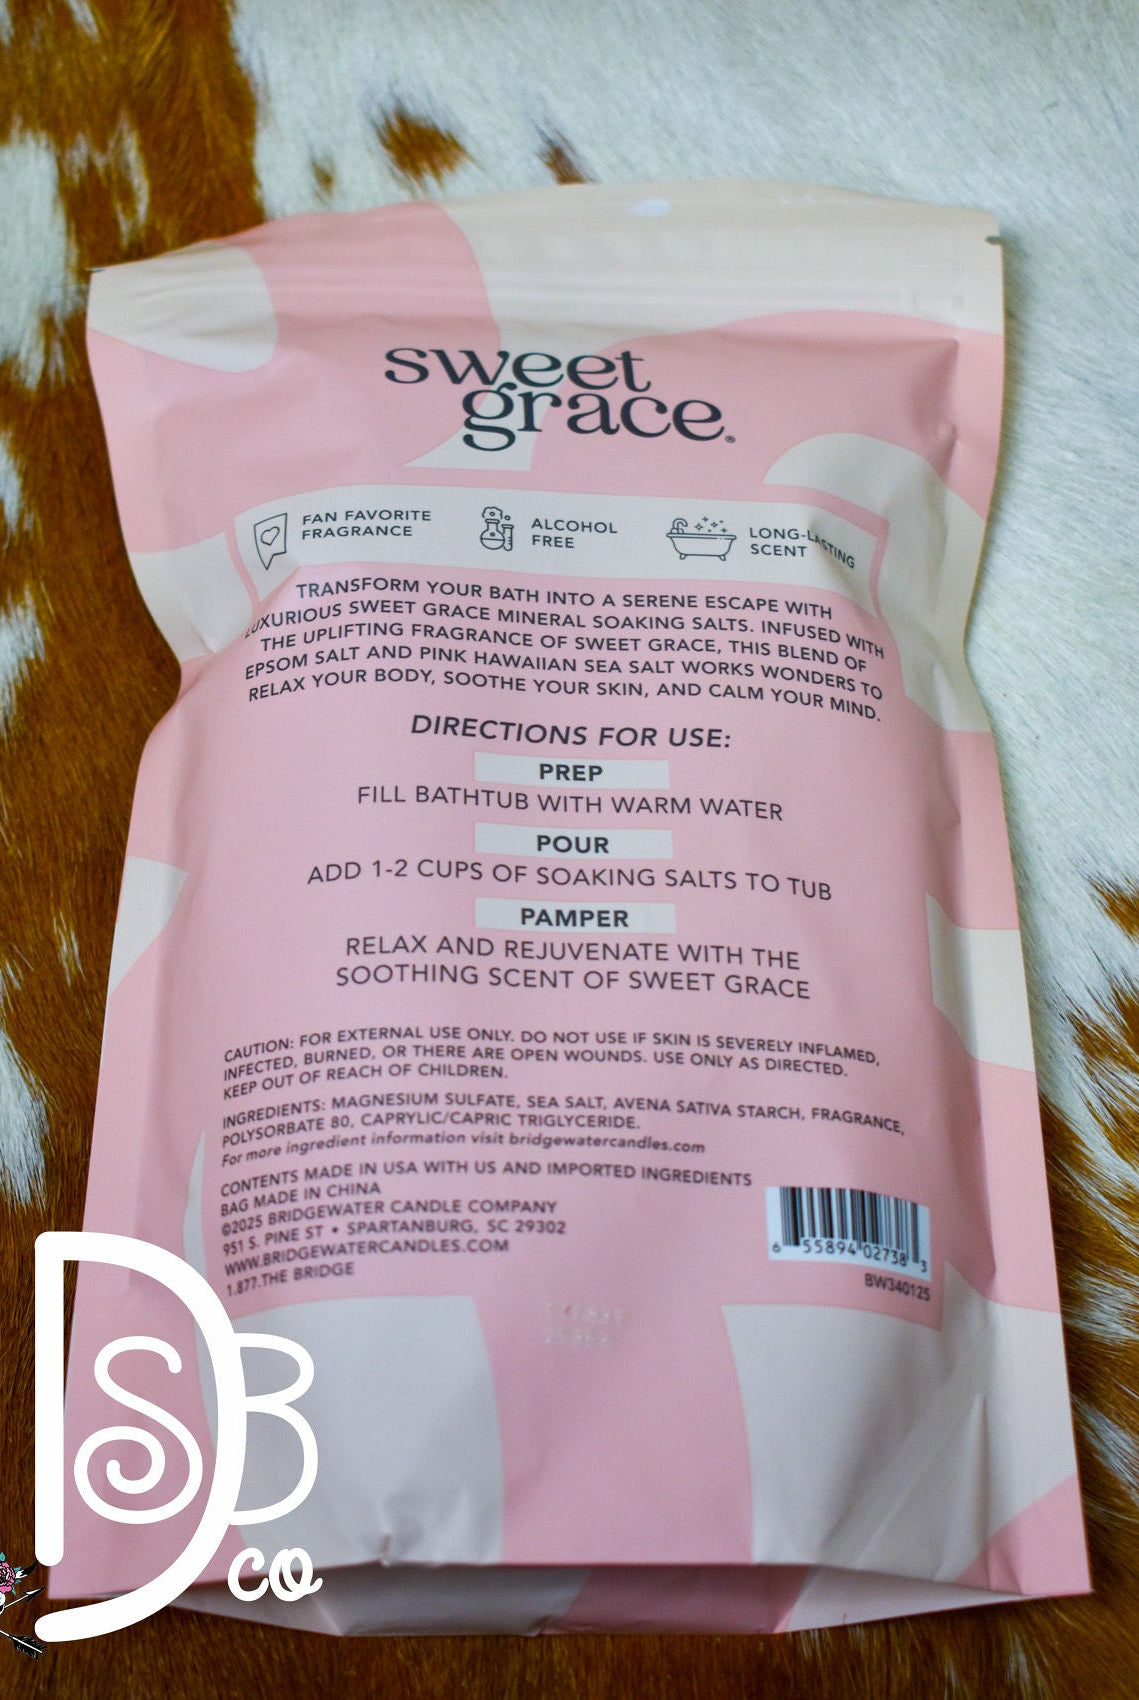 sweet
grace®
FAN FAVORITE
FRAGRANCE
ALCOHOL
FREE
LONG-LASTING
SCENT
TRANSFORM YOUR BATH INTO A SERENE ESCAPE WITH
LUXURIOUS SWEET GRACE MINERAL SOAKING SALTS. INFUSED WITH
THE UPLIFTING FRAGRANCE OF SWEET GRACE, THIS BLEND OF
EPSOM SALT AND PINK HAWAIIAN SEA SALT WORKS WONDERS TO
RELAX YOUR BODY, SOOTHE YOUR SKIN, AND CALM YOUR MIND.
DIRECTIONS FOR USE:
PREP
FILL BATHTUB WITH WARM WATER
POUR
ADD 1-2 CUPS OF SOAKING SALTS TO TUB
PAMPER
RELAX AND REJUVENATE WITH THE
SOOTHING SCENT OF SWEET GRACE
CAUTION: FOR EXTERNAL USE ONLY. DO NOT USE IF SKIN IS SEVERELY INFLAMED,
INFECTED, BURNED, OR THERE ARE OPEN WOUNDS. USE ONLY AS DIRECTED.
KEEP OUT OF REACH OF CHILDREN.
INGREDIENTS: MAGNESIUM SULFATE, SEA SALT, AVENA SATIVA STARCH, FRAGRANCE,
POLYSORBATE 80, CAPRYLIC/CAPRIC TRIGLYCERIDE.
For more ingredient information visit bridgewatercandles.com
CONTENTS MADE IN USA WITH US AND IMPORTED INGREDIENTS
BAG MADE IN CHINA
©2025 BRIDGEWATER CANDLE COMPANY
951 S. PINE ST • SPARTANBURG, SC 29302
WWW.BRIDGEWATERCANDLES.COM
1.877.THE BRIDGE
6 55894 02738 3
BW340125
DSB
co